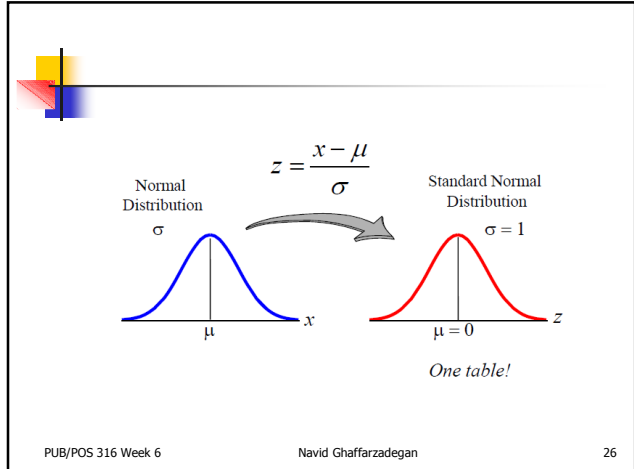 z = (x − μ) / σ
Normal
Distribution
σ
μ
x
Standard Normal
Distribution
σ = 1
μ = 0
z
One table!
PUB/POS 316 Week 6
Navid Ghaffarzadegan
26